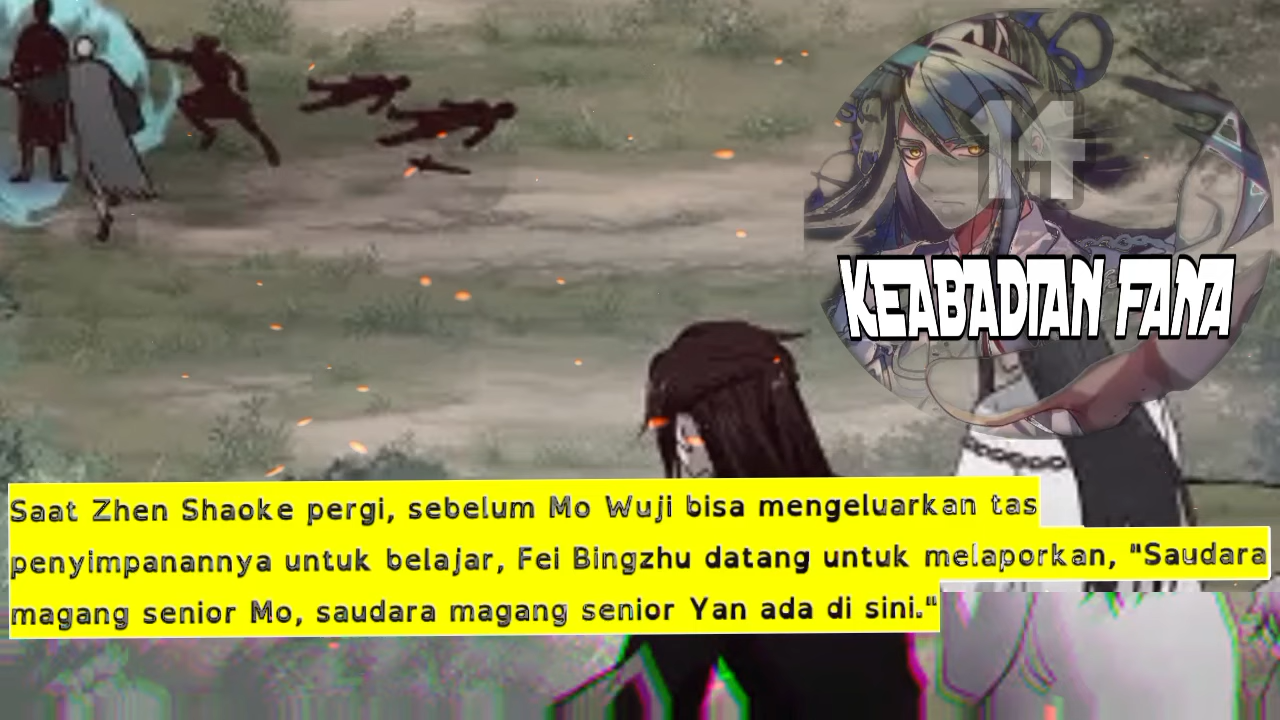 14
KEABADIAN FANA
Saat Zhen Shaoke pergi, sebelum Mo Wuji bisa mengeluarkan tas
penyimpanannya untuk belajar, Fei Bingzhu datang untuk melaporkan, "Saudara
magang senior Mo, saudara magang senior Yan ada di sini."